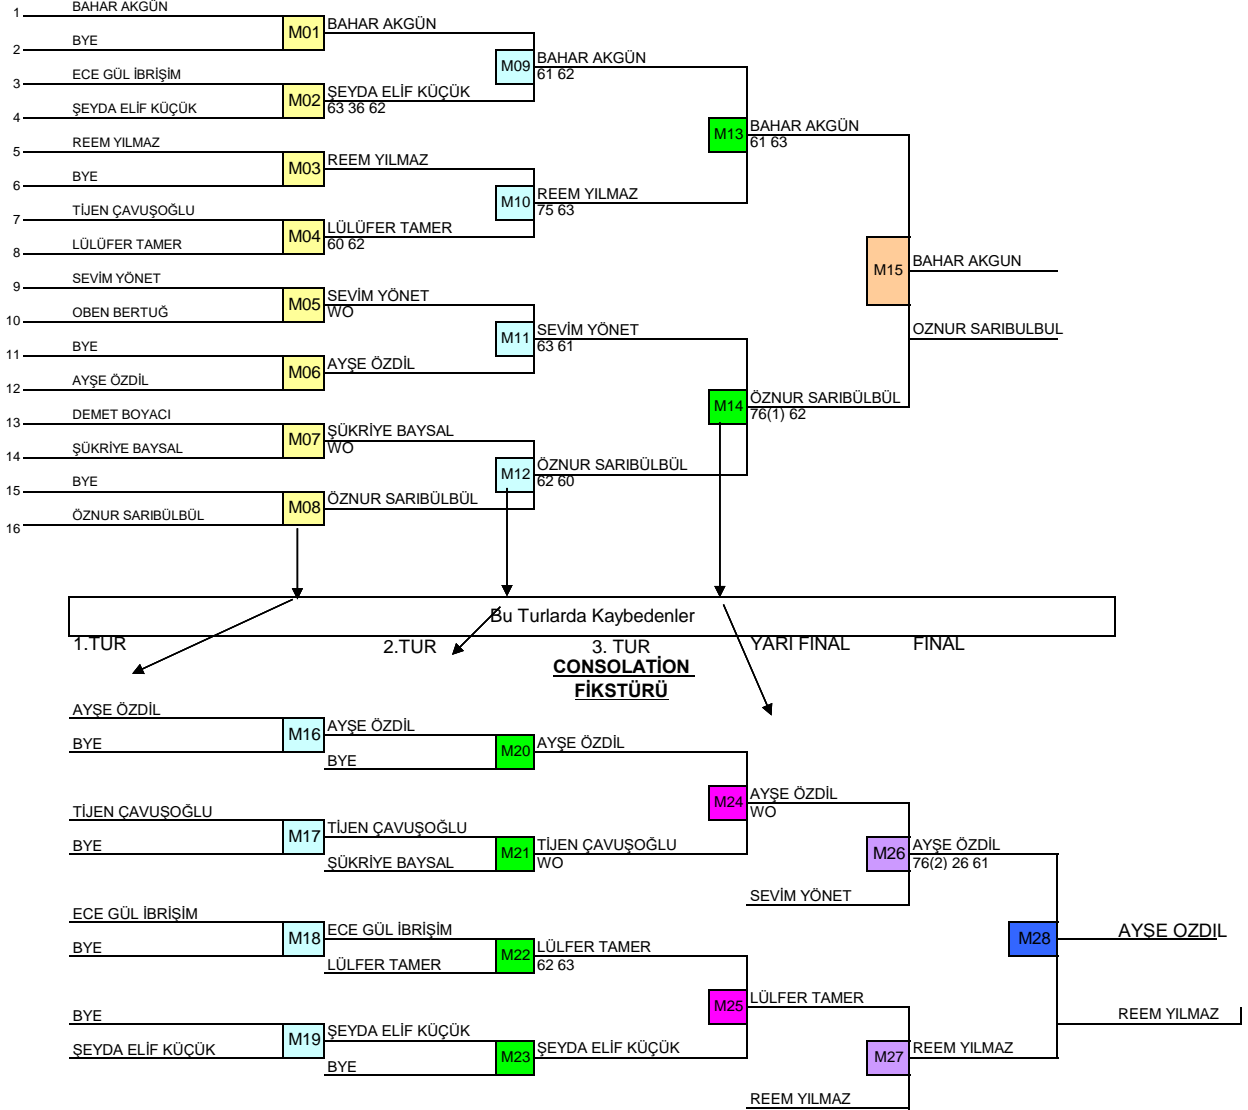 1 BAHAR AKGÜN
M01 BAHAR AKGÜN
2 BYE
M09 BAHAR AKGÜN
61 62
3 ECE GÜL İBRİŞİM
M02 ŞEYDA ELİF KÜÇÜK
63 36 62
4 ŞEYDA ELİF KÜÇÜK
M13 BAHAR AKGÜN
61 63
5 REEM YILMAZ
M03 REEM YILMAZ
6 BYE
M10 REEM YILMAZ
75 63
7 TİJEN ÇAVUŞOĞLU
M04 LÜLÜFER TAMER
60 62
8 LÜLÜFER TAMER
M15 BAHAR AKGUN
9 SEVİM YÖNET
M05 SEVİM YÖNET
WO
10 OBEN BERTUĞ
M11 SEVİM YÖNET
63 61
OZNUR SARIBULBUL
11 BYE
M06 AYŞE ÖZDİL
12 AYŞE ÖZDİL
M14 ÖZNUR SARIBÜLBÜL
76(1) 62
13 DEMET BOYACI
M07 ŞÜKRİYE BAYSAL
WO
14 ŞÜKRİYE BAYSAL
M12 ÖZNUR SARIBÜLBÜL
62 60
15 BYE
M08 ÖZNUR SARIBÜLBÜL
16 ÖZNUR SARIBÜLBÜL
Bu Turlarda Kaybedenler
1.TUR 2.TUR 3. TUR YARI FINAL FINAL
CONSOLATİON
FİKSTÜRÜ
AYŞE ÖZDİL
M16 AYŞE ÖZDİL
BYE
BYE
M20 AYŞE ÖZDİL
M24 AYŞE ÖZDİL
WO
TİJEN ÇAVUŞOĞLU
M17 TİJEN ÇAVUŞOĞLU
BYE
M21 TİJEN ÇAVUŞOĞLU
WO
ŞÜKRİYE BAYSAL
M26 AYŞE ÖZDİL
76(2) 26 61
SEVİM YÖNET
ECE GÜL İBRİŞİM
M18 ECE GÜL İBRİŞİM
BYE
M22 LÜLFER TAMER
62 63
LÜLFER TAMER
M28 AYŞE OZDIL
M25 LÜLFER TAMER
REEM YILMAZ
BYE
M19 ŞEYDA ELİF KÜÇÜK
ŞEYDA ELİF KÜÇÜK
M23 ŞEYDA ELİF KÜÇÜK
BYE
M27 REEM YILMAZ
REEM YILMAZ